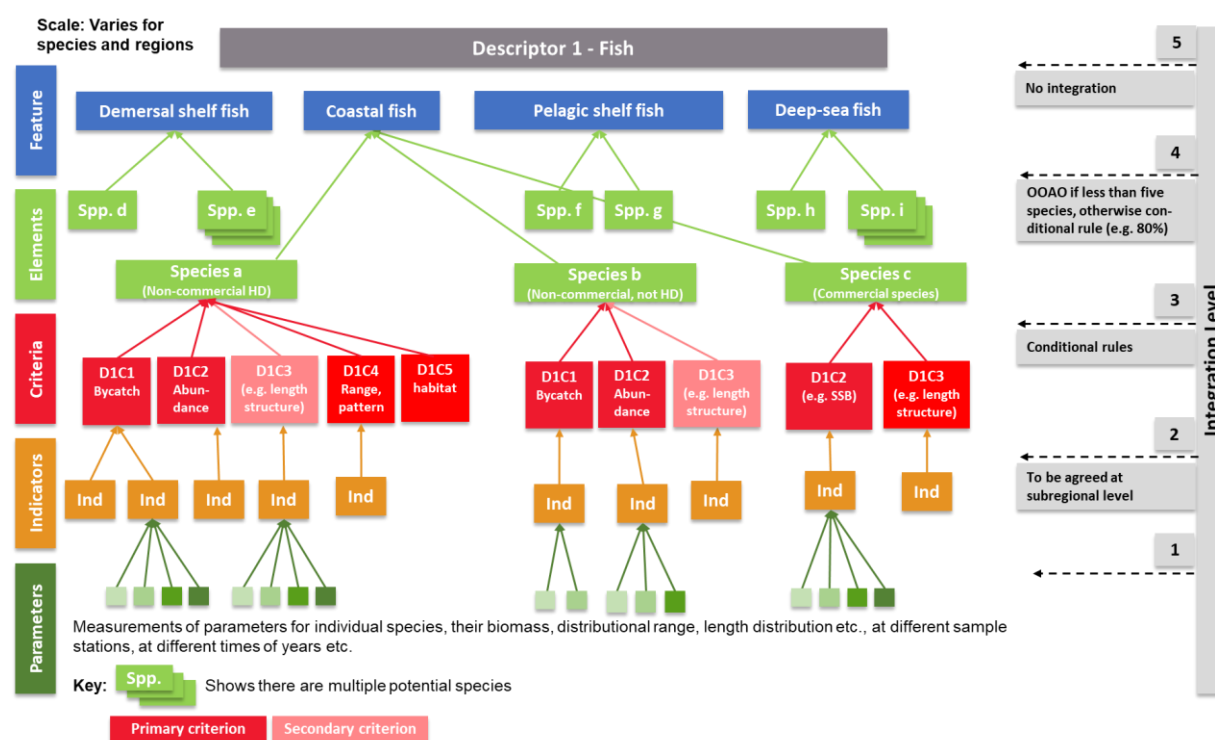 Scale: Varies for
species and regions
Descriptor 1 - Fish
5
No integration
Feature
Demersal shelf fish
Coastal fish
Pelagic shelf fish
Deep-sea fish
4
OOAO if less than five
species, otherwise con-
ditional rule (e.g. 80%)
Elements
Spp. d
Spp. e
Spp. f
Spp. g
Spp. h
Spp. i
Species a
(Non-commercial HD)
Species b
(Non-commercial, not HD)
Species c
(Commercial species)
3
Conditional rules
Criteria
D1C1
Bycatch
D1C2
Abun-
dance
D1C3
(e.g. length
structure)
D1C4
Range,
pattern
D1C5
habitat
D1C1
Bycatch
D1C2
Abun-
dance
D1C3
(e.g. length
structure)
D1C2
(e.g. SSB)
D1C3
(e.g. length
structure)
2
To be agreed at
subregional level
Indicators
Ind
Ind
Ind
Ind
Ind
Ind
Ind
Ind
Ind
Ind
1
Integration Level
Parameters
Measurements of parameters for individual species, their biomass, distributional range, length distribution etc., at different sample
stations, at different times of years etc.
Key:
Spp.
Shows there are multiple potential species
Primary criterion
Secondary criterion